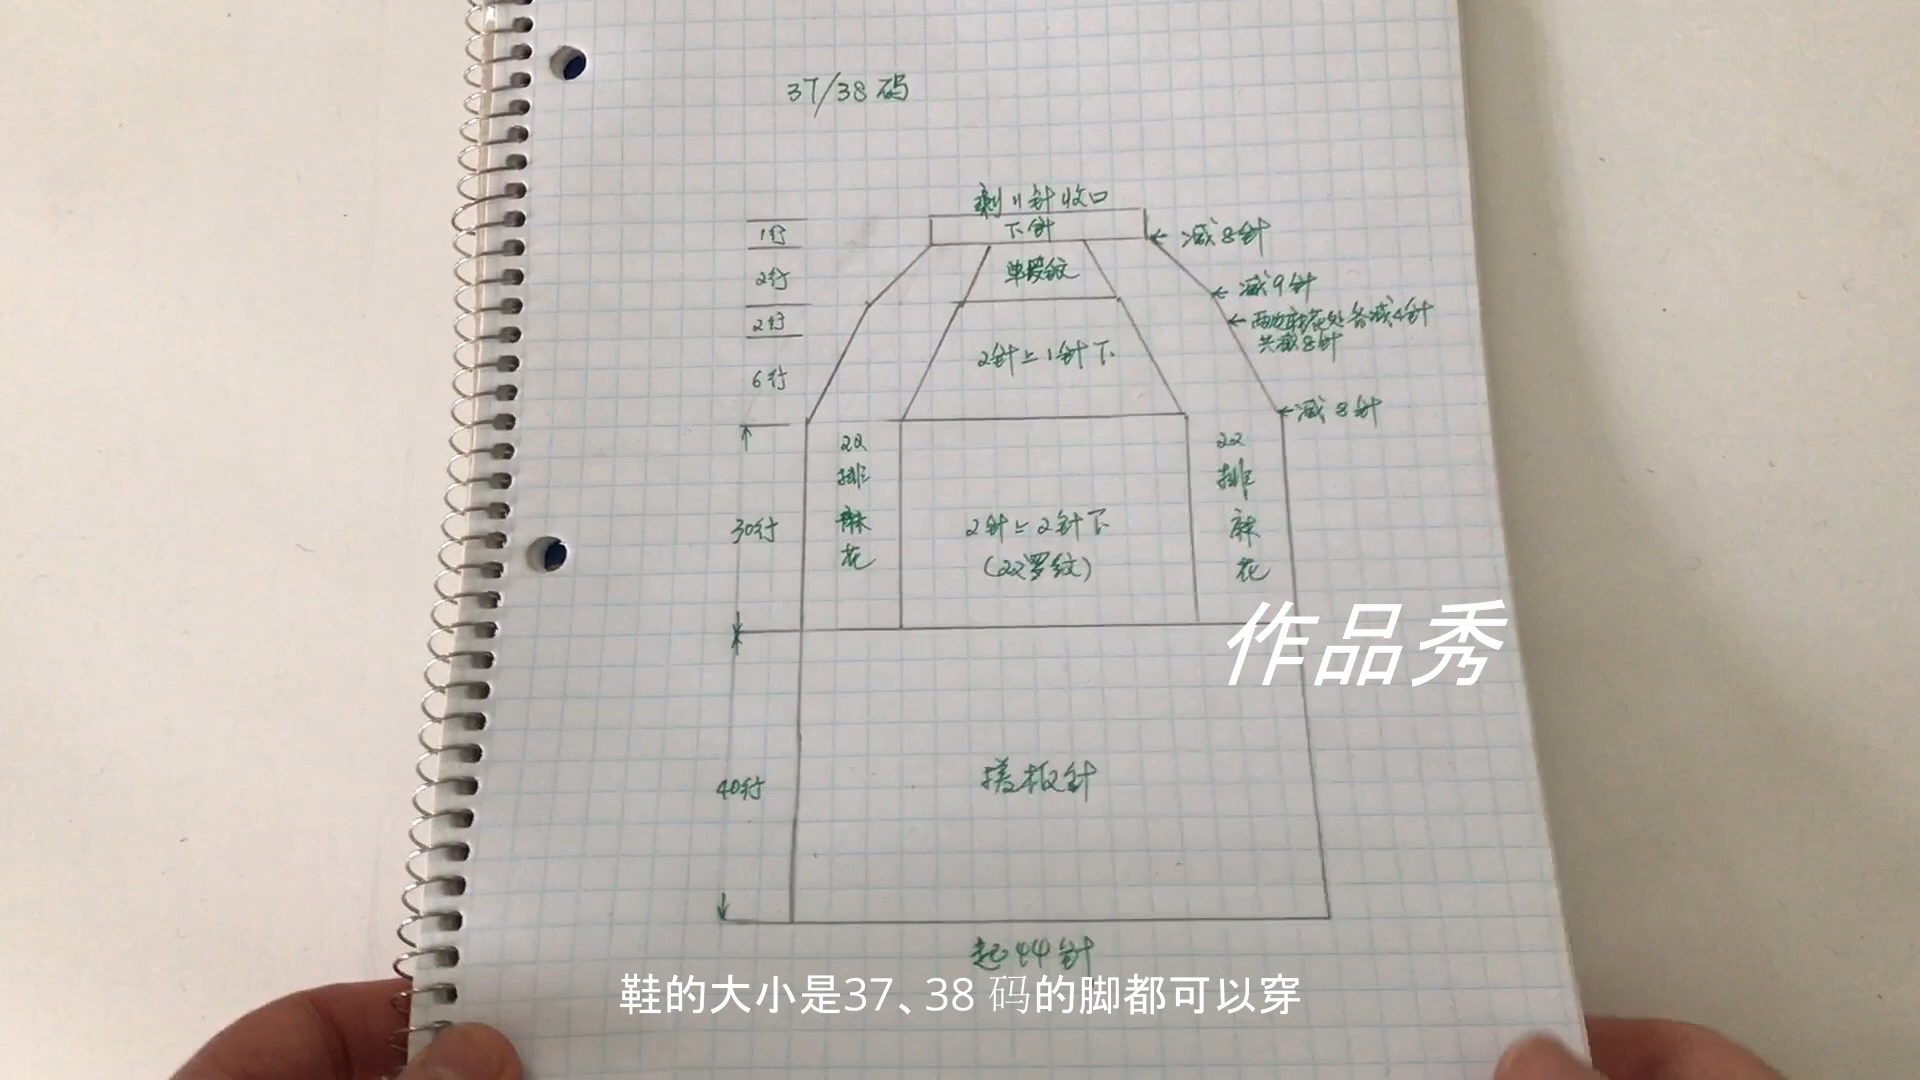 37/38 码
剩11针收口
1行
下针
←减8针
2行
单罗纹
←减9针
2行
←两边麻花处各减4针
共减8针
6行
2针上1针下
←减8针
22排麻花
22排麻花
30行
2针上2针下
(22罗纹)
作品秀
40行
搓板针
起44针
鞋的大小是37、38 码的脚都可以穿